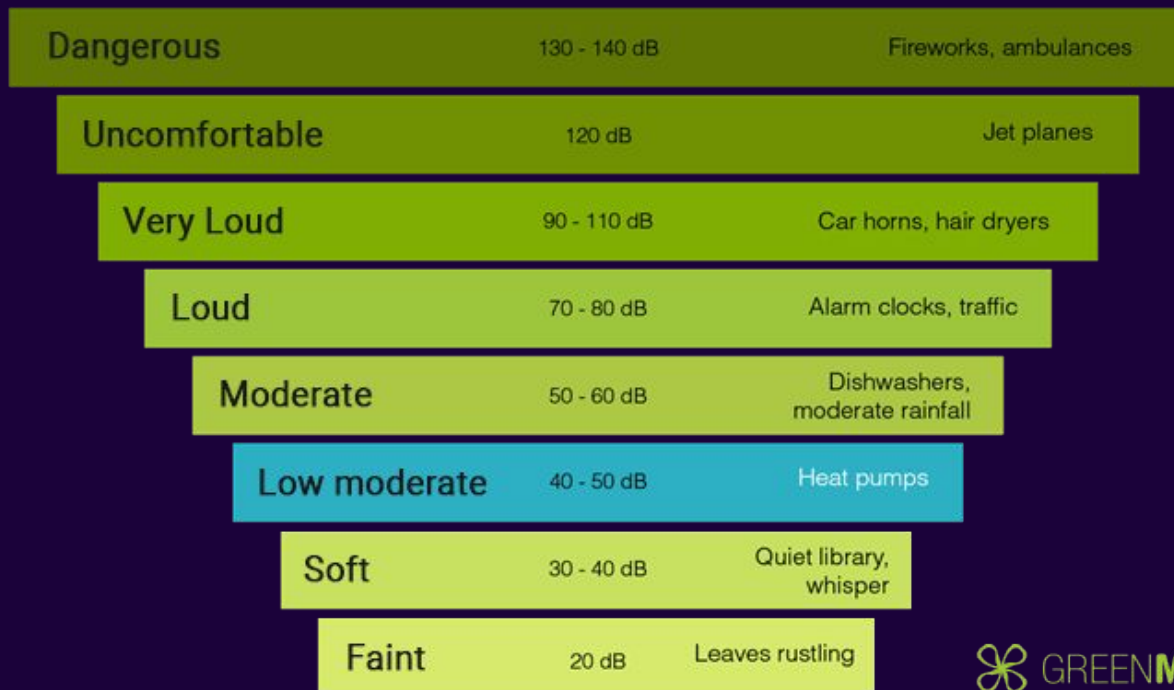 Dangerous 130 - 140 dB Fireworks, ambulances
Uncomfortable 120 dB Jet planes
Very Loud 90 - 110 dB Car horns, hair dryers
Loud 70 - 80 dB Alarm clocks, traffic
Moderate 50 - 60 dB Dishwashers,
moderate rainfall
Low moderate 40 - 50 dB Heat pumps
Soft 30 - 40 dB Quiet library,
whisper
Faint 20 dB Leaves rustling
GREENM